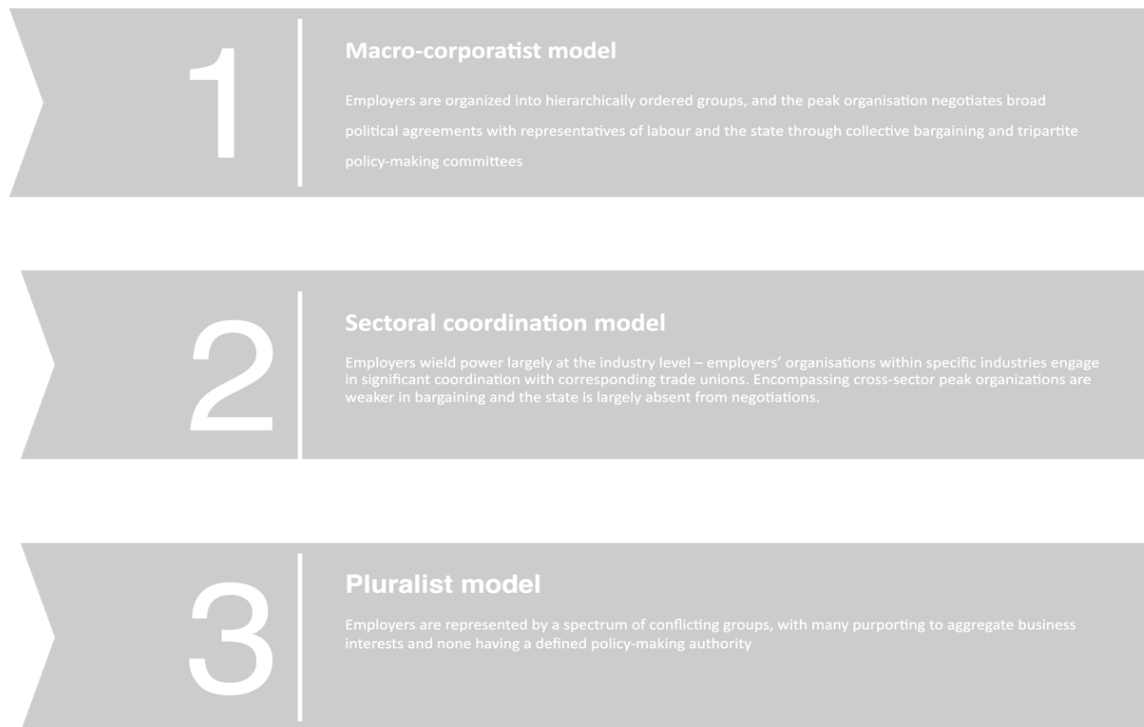 1
Macro-corporatist model
Employers are organized into hierarchically ordered groups, and the peak organisation negotiates broad
political agreements with representatives of labour and the state through collective bargaining and tripartite
policy-making committees
2
Sectoral coordination model
Employers wield power largely at the industry level – employers’ organisations within specific industries engage
in significant coordination with corresponding trade unions. Encompassing cross-sector peak organizations are
weaker in bargaining and the state is largely absent from negotiations.
3
Pluralist model
Employers are represented by a spectrum of conflicting groups, with many purporting to aggregate business
interests and none having a defined policy-making authority